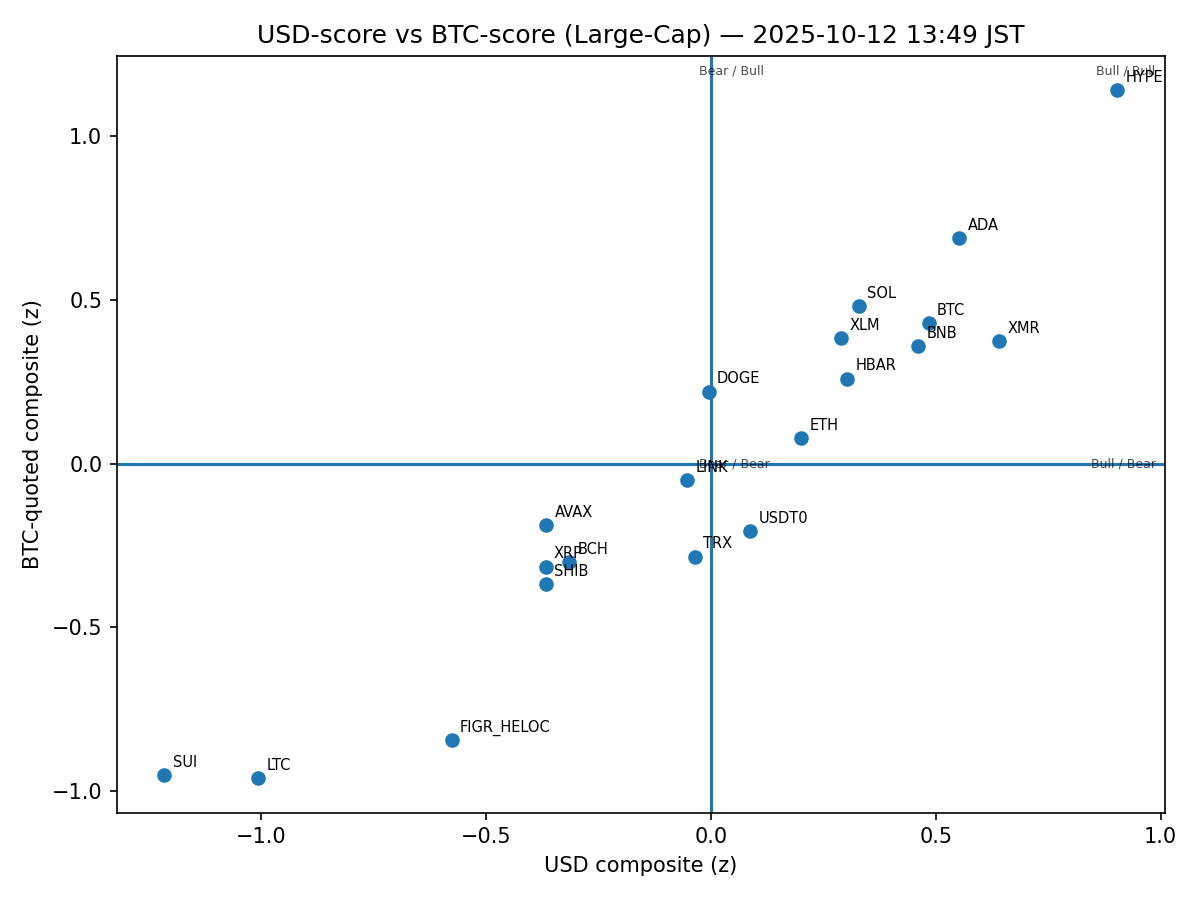 USD-score vs BTC-score (Large-Cap) — 2025-10-12 13:49 JST
Bear / Bull
Bull / Bull
HYPE
1.0
ADA
0.5
SOL
BTC
XLM
BNB
XMR
HBAR
DOGE
ETH
0.0
LINK
Bear / Bear
Bull / Bear
AVAX
USDT0
TRX
BCH
XRP
SHIB
−0.5
FIGR_HELOC
SUI
LTC
−1.0
−1.0
−0.5
0.0
0.5
1.0
USD composite (z)
BTC-quoted composite (z)